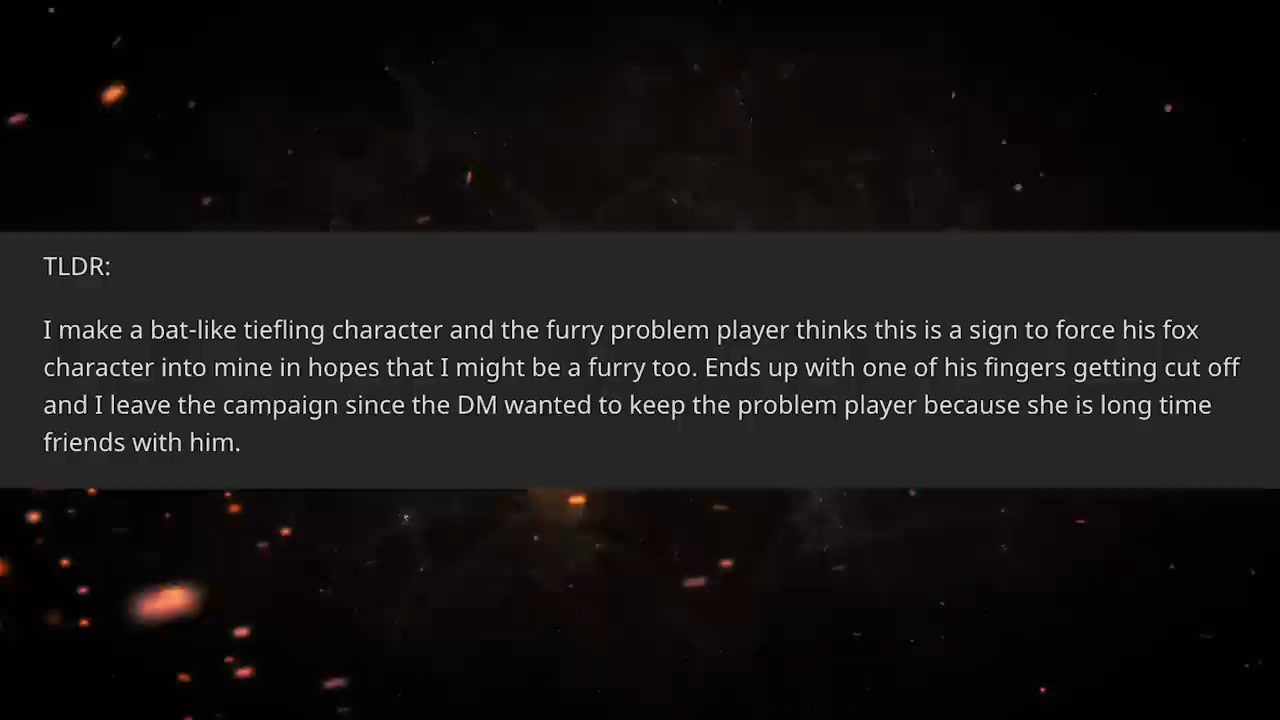 TLDR:
I make a bat-like tiefling character and the furry problem player thinks this is a sign to force his fox
character into mine in hopes that I might be a furry too. Ends up with one of his fingers getting cut off
and I leave the campaign since the DM wanted to keep the problem player because she is long time
friends with him.